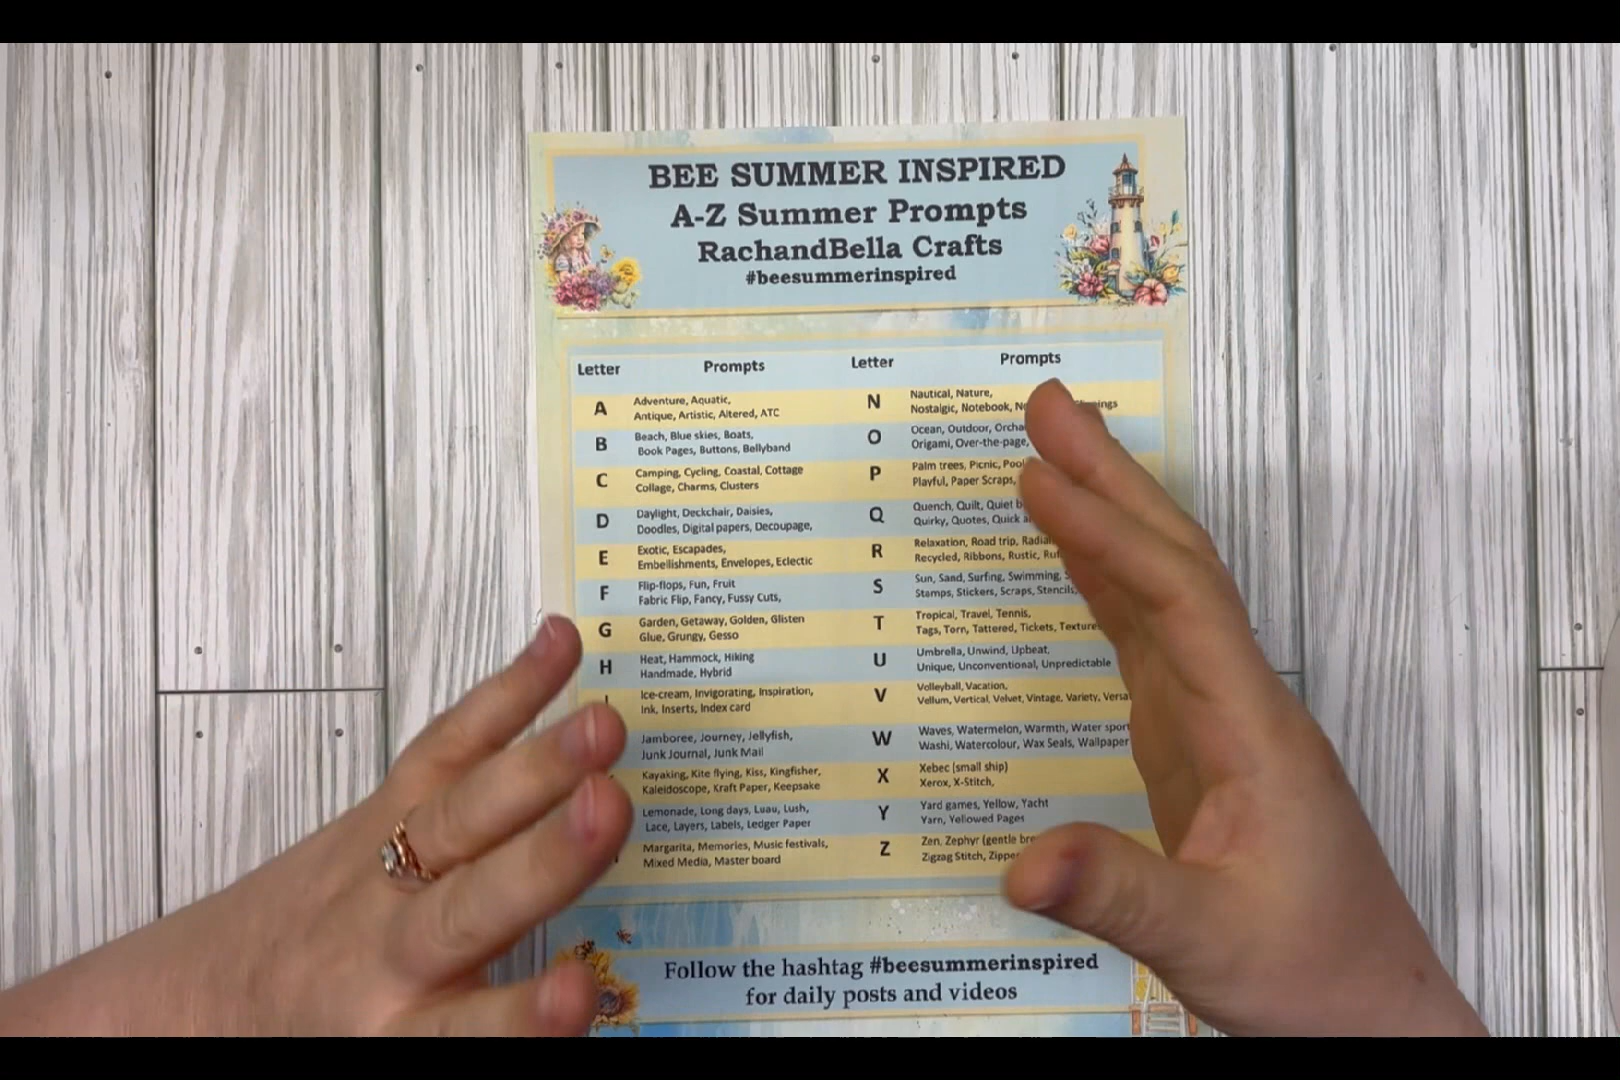 BEE SUMMER INSPIRED
A-Z Summer Prompts
RachandBella Crafts
#beesummerinspired
Letter Prompts Letter Prompts
A
Adventure, Aquatic,
Antique, Artistic, Altered, ATC
N
Nautical, Nature,
Nostalgic, Notebook,
B
Beach, Blue skies, Boats,
Book Pages, Buttons, Bellyband
O
Ocean, Outdoor,
Origami, Over-the-page,
C
Camping, Cycling, Coastal, Cottage
Collage, Charms, Clusters
P
Palm trees, Picnic,
Playful, Paper Scraps,
D
Daylight, Deckchair, Daisies,
Doodles, Digital papers, Decoupage,
Q
Quench, Quilt, Quiet
Quirky, Quotes, Quick
E
Exotic, Escapades,
Embellishments, Envelopes, Eclectic
R
Relaxation, Road trip,
Recycled, Ribbons, Rustic,
F
Flip-flops, Fun, Fruit
Fabric Flip, Fancy, Fussy Cuts,
S
Sun, Sand, Surfing, Swimming,
Stamps, Stickers, Scraps, Stencils,
G
Garden, Getaway, Golden, Glisten
Glue, Grungy, Gesso
T
Tropical, Travel, Tennis,
Tags, Torn, Tattered, Tickets,
H
Heat, Hammock, Hiking
Handmade, Hybrid
U
Umbrella, Unwind, Upbeat,
Unique, Unconventional, Unpredictable
Ice-cream, Invigorating, Inspiration,
Ink, Inserts, Index card
V
Volleyball, Vacation,
Vellum, Vertical, Velvet, Vintage, Variety,
Jamboree, Journey, Jellyfish,
Junk Journal, Junk Mail
W
Waves, Watermelon, Warmth, Water
Washi, Watercolour, Wax Seals, Wallpaper
Kayaking, Kite flying, Kiss, Kingfisher,
Kaleidoscope, Kraft Paper, Keepsake
X
Xebec (small ship)
Xerox, X-Stitch,
Lemonade, Long days, Luau, Lush,
Lace, Layers, Labels, Ledger Paper
Y
Yard games, Yellow, Yacht
Yarn, Yellowed Pages
Margarita, Memories, Music festivals,
Mixed Media, Master board
Z
Zen, Zephyr (gentle
Zigzag Stitch,
Follow the hashtag #beesummerinspired
for daily posts and videos